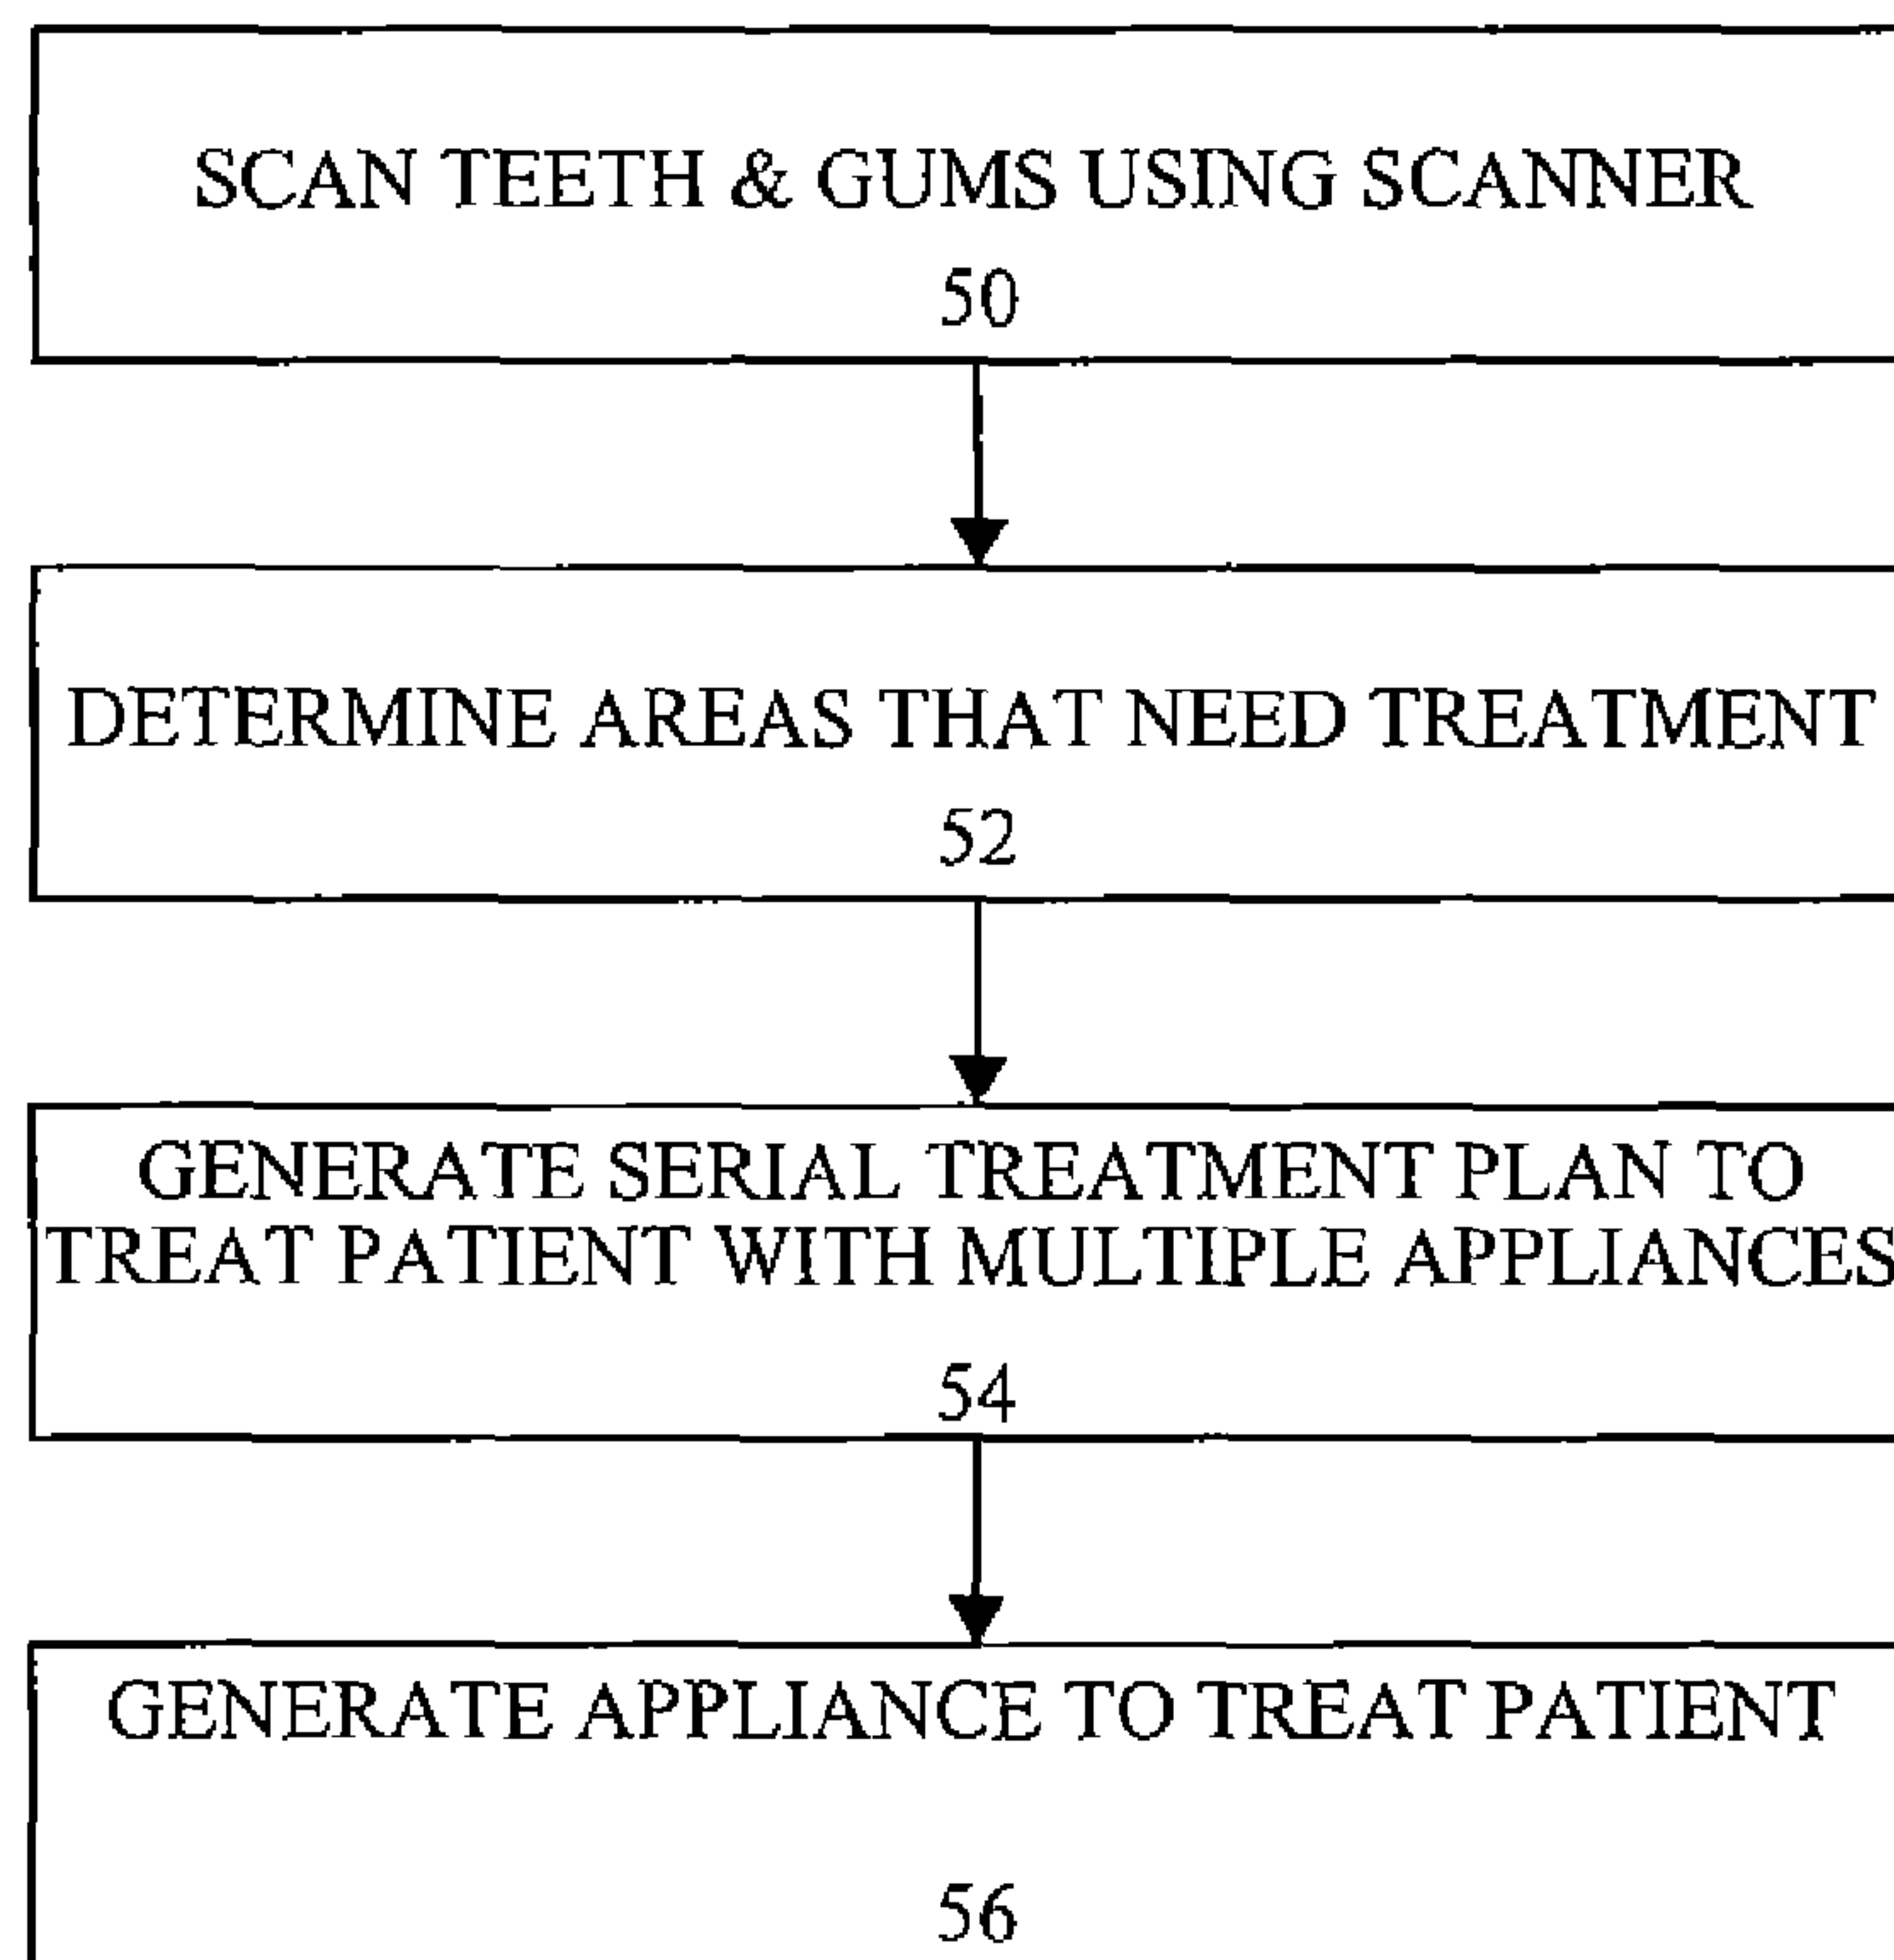 SCAN TEETH & GUMS USING SCANNER
50
DETERMINE AREAS THAT NEED TREATMENT
52
GENERATE SERIAL TREATMENT PLAN TO
TREAT PATIENT WITH MULTIPLE APPLIANCES
54
GENERATE APPLIANCE TO TREAT PATIENT
56